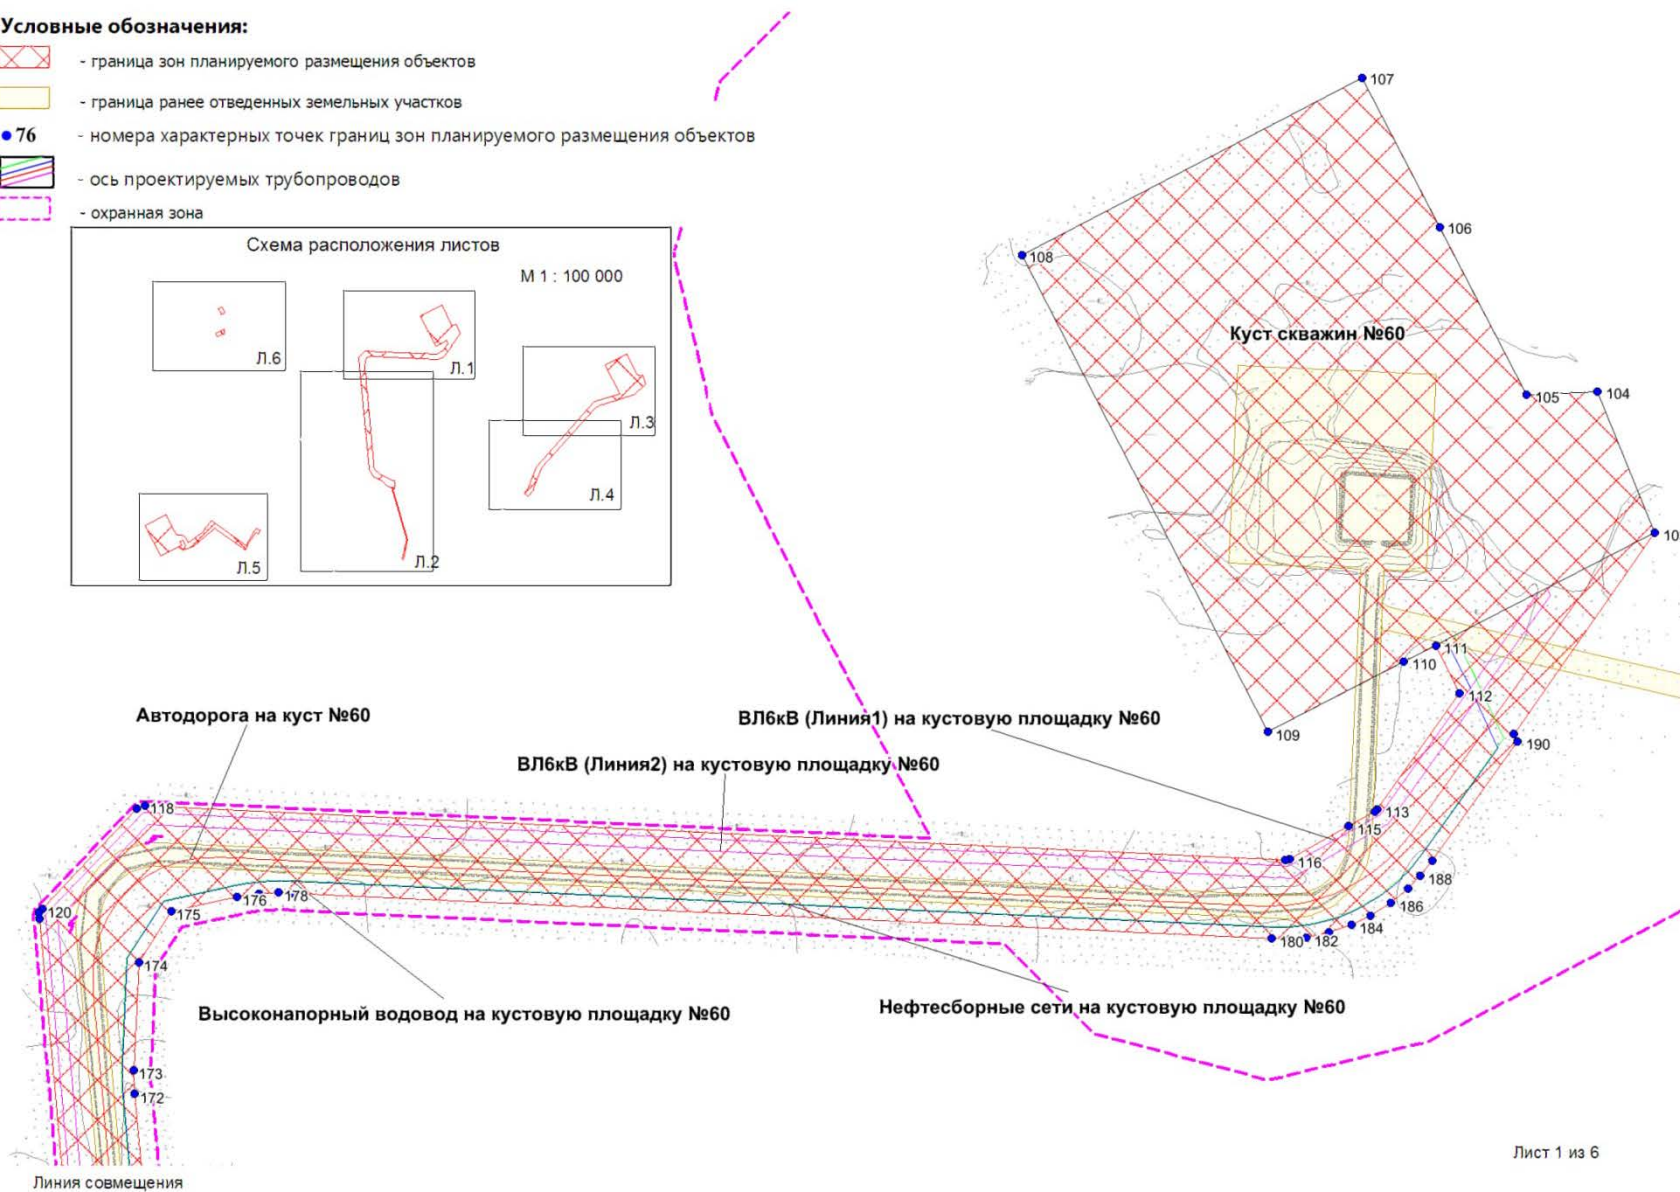 Условные обозначения:
- граница зон планируемого размещения объектов
- граница ранее отведенных земельных участков
76 - номера характерных точек границ зон планируемого размещения объектов
- ось проектируемых трубопроводов
- охранная зона
Схема расположения листов
М 1 : 100 000
Л.6
Л.1
Л.3
Л.4
Л.5
Л.2
107
106
108
Куст скважин №60
105
104
10
111
110
112
109
190
Автодорога на куст №60
ВЛ6кВ (Линия1) на кустовую площадку №60
ВЛ6кВ (Линия2) на кустовую площадку №60
118
113
115
116
188
120
175
176
178
186
184
180
182
174
Высоконапорный водовод на кустовую площадку №60
Нефтесборные сети на кустовую площадку №60
173
172
Лист 1 из 6
Линия совмещения